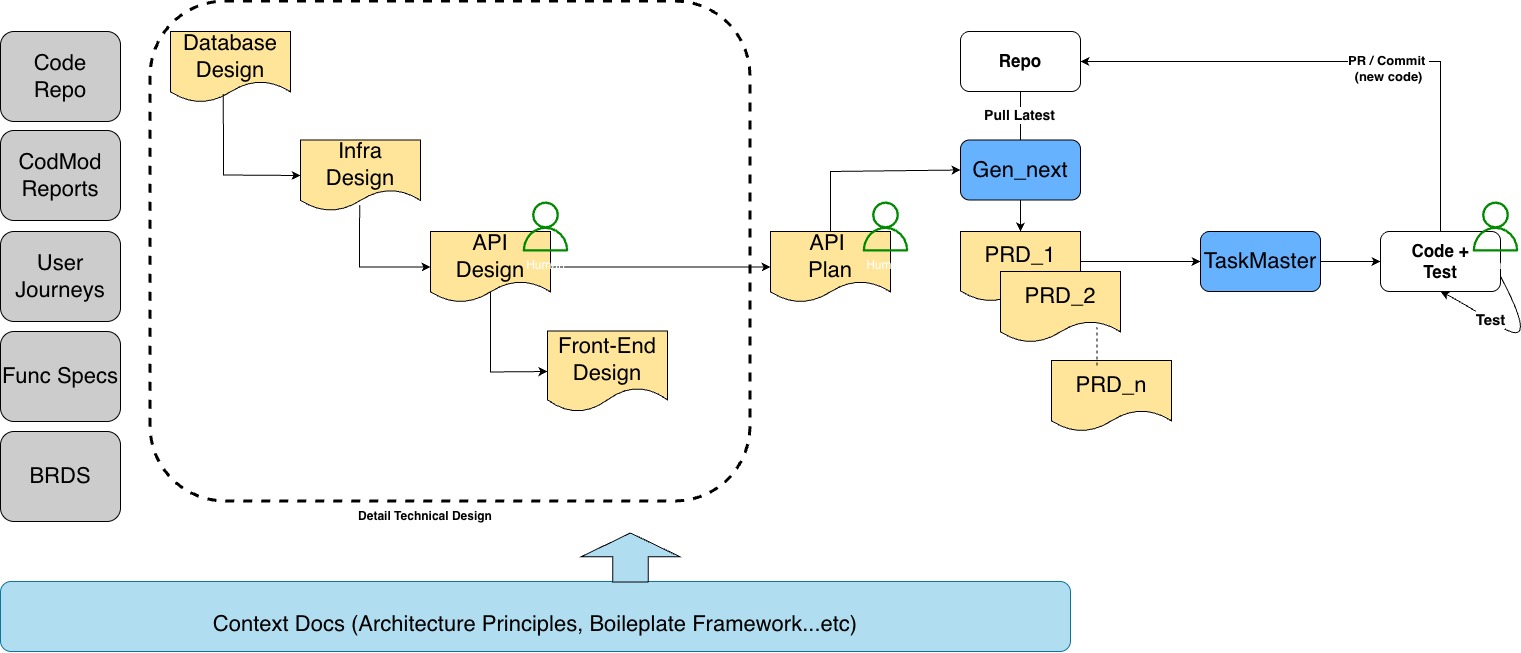 Code
Repo
CodMod
Reports
User
Journeys
Func Specs
BRDS
Database
Design
Infra
Design
API
Design
Human
Front-End
Design
Detail Technical Design
API
Plan
Hum
Repo
Pull Latest
Gen_next
PRD_1
PRD_2
PRD_n
TaskMaster
Code +
Test
Test
PR / Commit
(new code)
Context Docs (Architecture Principles, Boileplate Framework...etc)